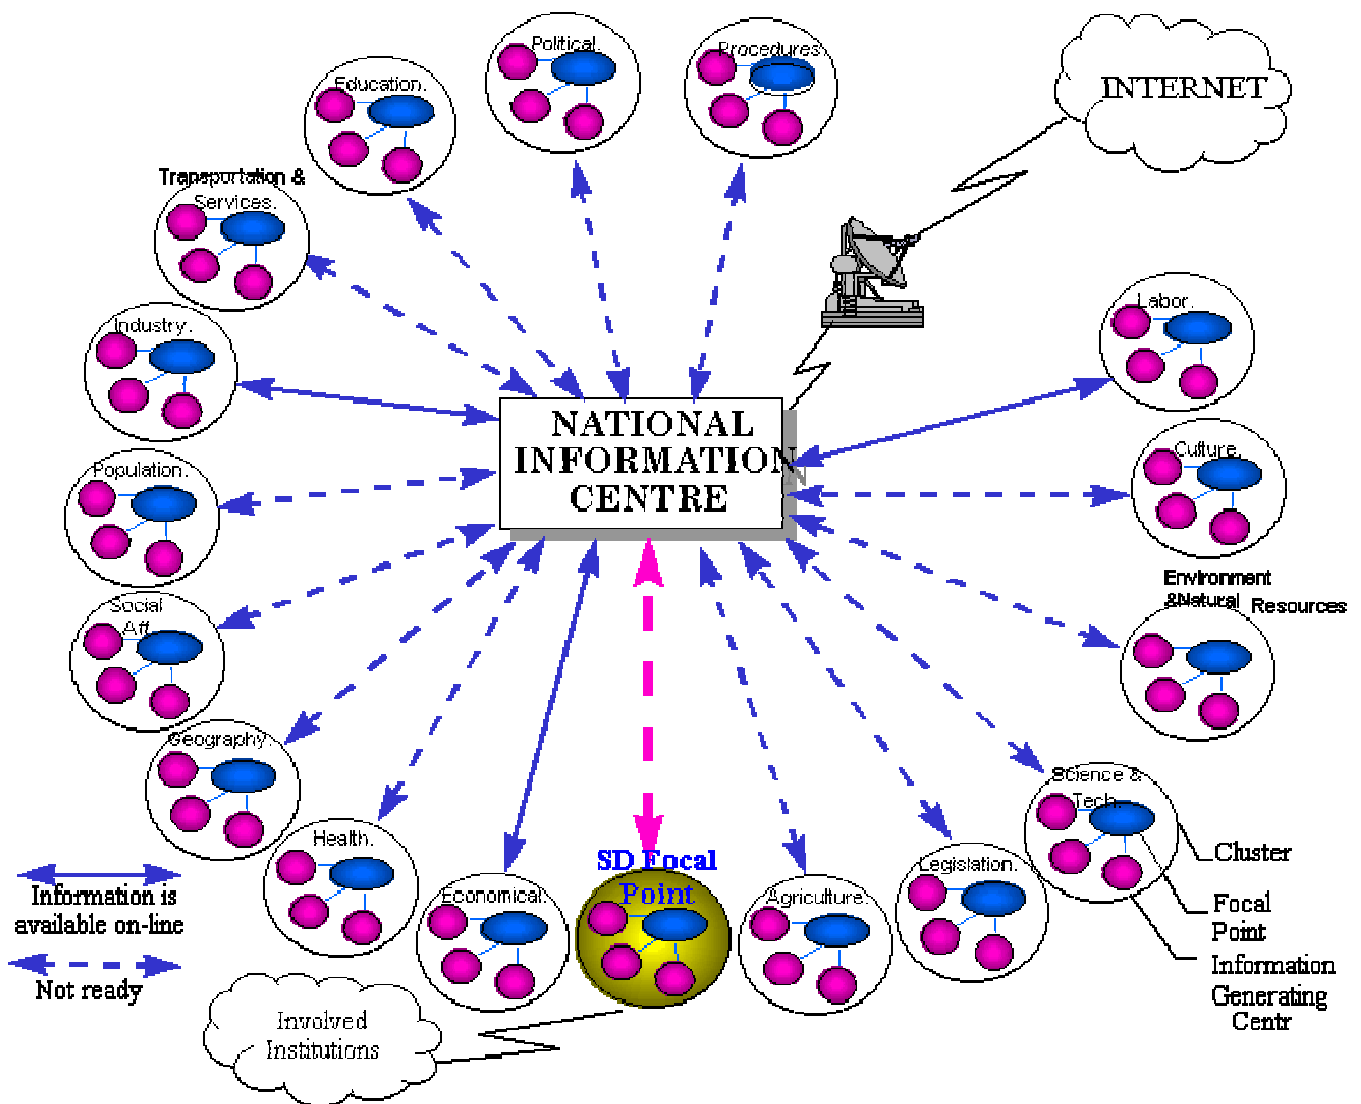 Political.
Procedures
Education.
INTERNET
Transportation &
Services.
Labor.
Industry.
NATIONAL
INFORMATION
CENTRE
Culture.
Population.
Environment
&Natural Resources
Social
Aff.
Geography.
Science &
Tech.
Health.
SD Focal
Point
Legislation.
Economical.
Agriculture.
Cluster
Focal
Point
Information
Generating
Centr
Information is
available on-line
Not ready
Involved
Institutions